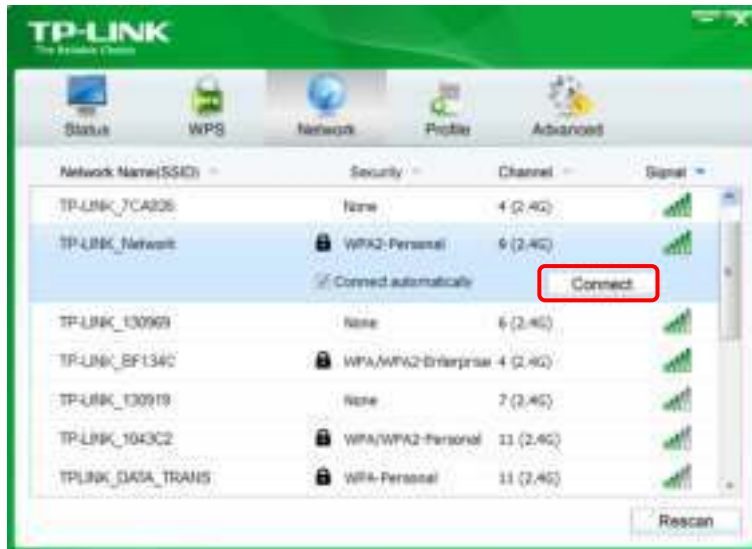 TP-LINK
The Reliable Choice
Status WPS Network Profile Advanced
Network Name(SSID) Security Channel Signal
TP-LINK_7CA826 None 4 (2.4G)
TP-LINK_Network WPA2-Personal 9 (2.4G)
Connect automatically Connect
TP-LINK_130969 None 6 (2.4G)
TP-LINK_BF134C WPA/WPA2-Enterprise 4 (2.4G)
TP-LINK_130919 None 7 (2.4G)
TP-LINK_1043C2 WPA/WPA2-Personal 11 (2.4G)
TPLINK_DATA_TRANS WPA-Personal 11 (2.4G)
Rescan